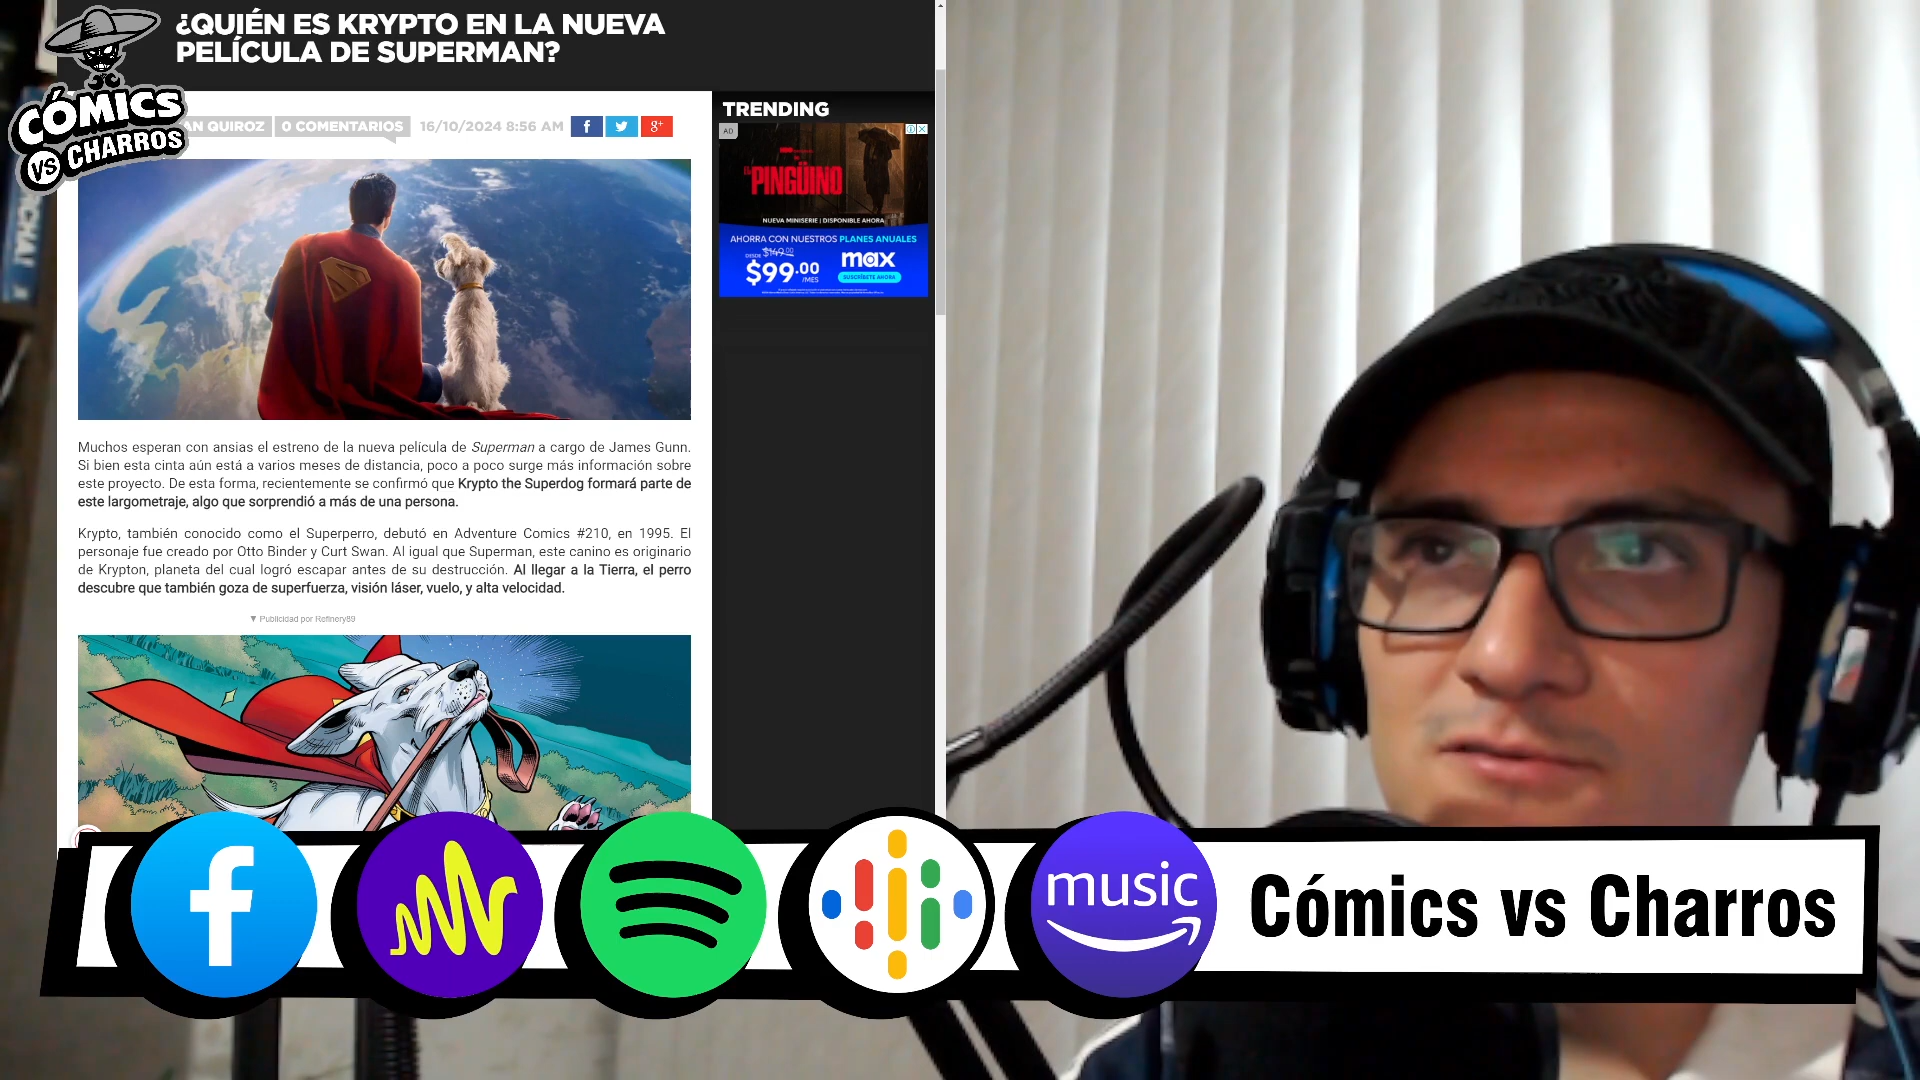 ¿QUIÉN ES KRYPTO EN LA NUEVA
PELÍCULA DE SUPERMAN?
CÓMICS
VS CHARROS
AN QUIROZ
0 COMENTARIOS
16/10/2024 8:56 AM
f
g+
TRENDING
AD
EL PINGÜINO
NUEVA MINISERIE | DISPONIBLE AHORA
AHORRA CON NUESTROS PLANES ANUALES
DESDE $149.00
$99.00 /MES
max
SUSCRÍBETE AHORA
Muchos esperan con ansias el estreno de la nueva película de Superman a cargo de James Gunn.
Si bien esta cinta aún está a varios meses de distancia, poco a poco surge más información sobre
este proyecto. De esta forma, recientemente se confirmó que Krypto the Superdog formará parte de
este largometraje, algo que sorprendió a más de una persona.
Krypto, también conocido como el Superperro, debutó en Adventure Comics #210, en 1995. El
personaje fue creado por Otto Binder y Curt Swan. Al igual que Superman, este canino es originario
de Krypton, planeta del cual logró escapar antes de su destrucción. Al llegar a la Tierra, el perro
descubre que también goza de superfuerza, visión láser, vuelo, y alta velocidad.
▼ Publicidad por Refinery89
f
music
Cómics vs Charros